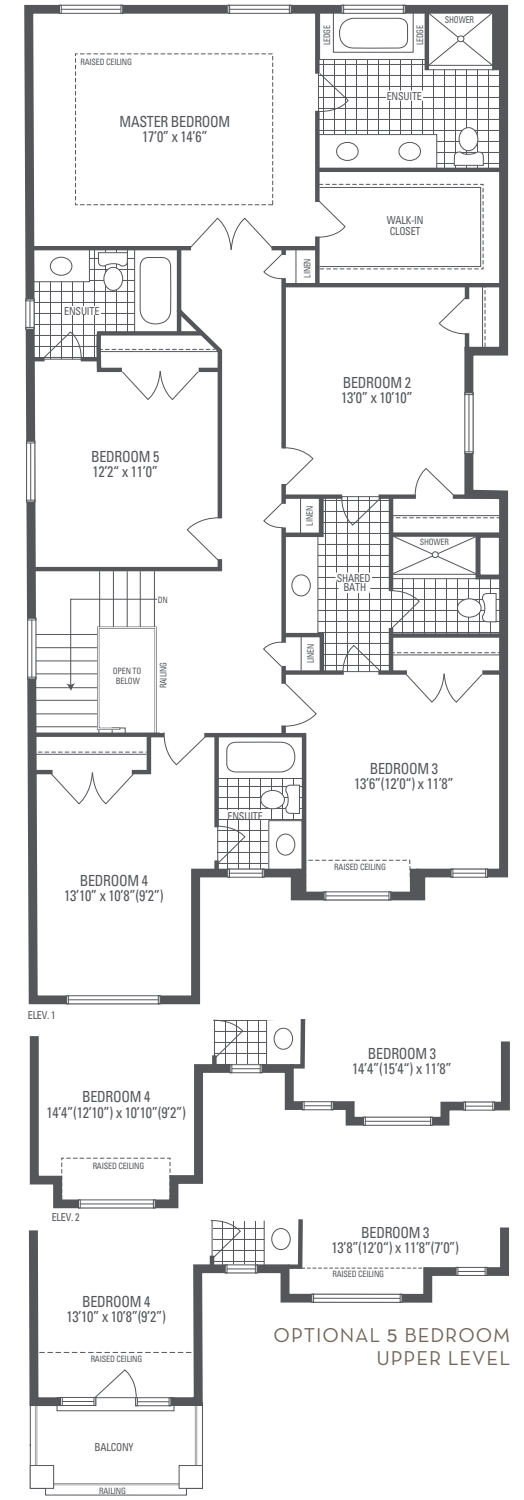 SHOWER
LEDGE
LEDGE
RAISED CEILING
ENSUITE
MASTER BEDROOM
17'0" x 14'6"
WALK-IN
CLOSET
LINEN
ENSUITE
BEDROOM 2
13'0" x 10'10"
BEDROOM 5
12'2" x 11'0"
LINEN
SHOWER
SHARED
BATH
DN
OPEN TO
BELOW
RAILING
LINEN
BEDROOM 3
13'6"(12'0") x 11'8"
ENSUITE
RAISED CEILING
BEDROOM 4
13'10" x 10'8"(9'2")
ELEV. 1
BEDROOM 3
14'4"(15'4") x 11'8"
BEDROOM 4
14'4"(12'10") x 10'10"(9'2")
RAISED CEILING
ELEV. 2
BEDROOM 3
13'8"(12'0") x 11'8"(7'0")
RAISED CEILING
BEDROOM 4
13'10" x 10'8"(9'2")
OPTIONAL 5 BEDROOM
UPPER LEVEL
RAISED CEILING
BALCONY
RAILING